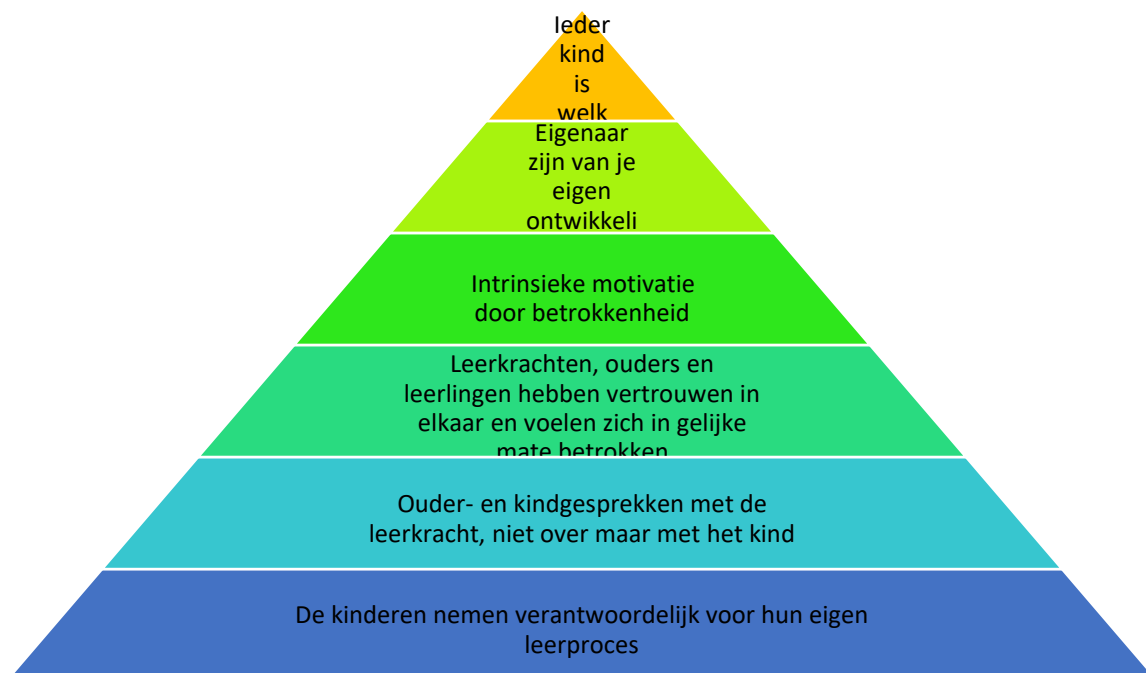 Ieder
kind
is
welk
Eigenaar
zijn van je
eigen
ontwikkeli
Intrinsieke motivatie
door betrokkenheid
Leerkrachten, ouders en
leerlingen hebben vertrouwen in
elkaar en voelen zich in gelijke
mate betrokken
Ouder- en kindgesprekken met de
leerkracht, niet over maar met het kind
De kinderen nemen verantwoordelijk voor hun eigen
leerproces